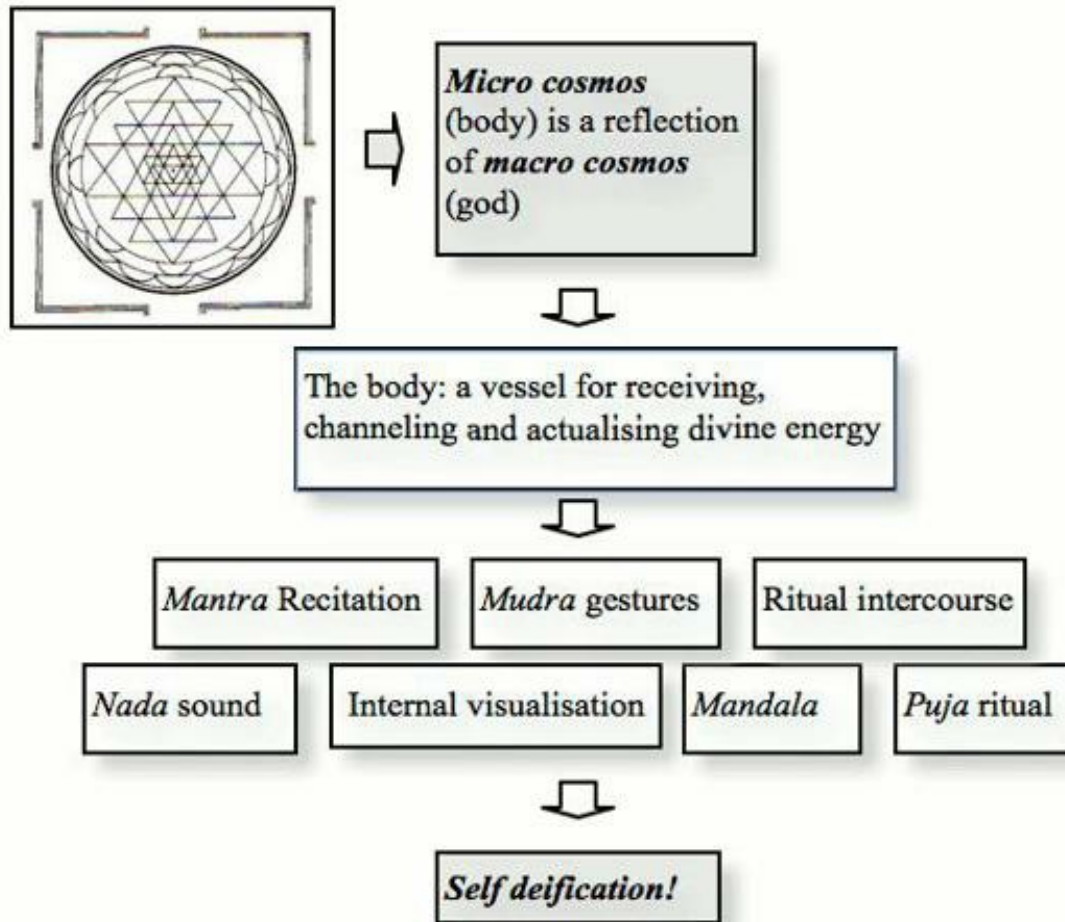 Micro cosmos
(body) is a reflection
of macro cosmos
(god)
The body: a vessel for receiving,
channeling and actualising divine energy
Mantra Recitation
Mudra gestures
Ritual intercourse
Nada sound
Internal visualisation
Mandala
Puja ritual
Self deification!